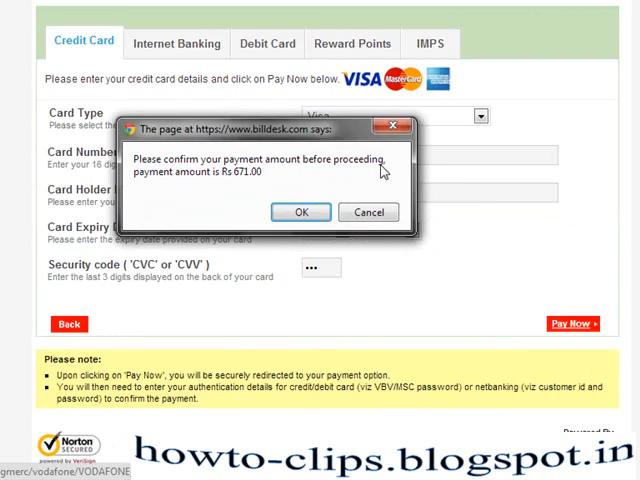 Credit Card
Internet Banking
Debit Card
Reward Points
IMPS
Please enter your credit card details and click on Pay Now below.
VISA
MasterCard
Card Type
Please select the
Visa
The page at https://www.billdesk.com says:
Please confirm your payment amount before proceeding,
payment amount is Rs 671.00
OK
Cancel
Card Num
Enter your 16 dig
Card Holder
Card Expiry D
Please enter the expiry date provided on your card
Security code ( 'CVC' or 'CVV' )
Enter the last 3 digits displayed on the back of your card
•••
Back
Pay Now
Please note:
Upon clicking on 'Pay Now', you will be securely redirected to your payment option.
You will then need to enter your authentication details for credit/debit card (viz VBV/MSC password) or netbanking (viz customer id and
password) to confirm the payment.
Norton
SECURED
powered by VeriSign
howto-clips.blogspot.in
gmerc/vodafone/VODAFONE